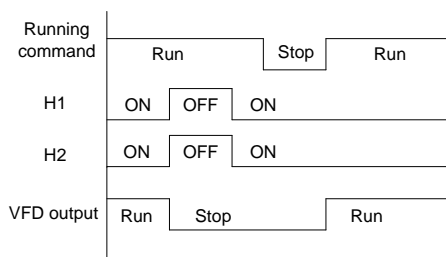 Running
command
Run
Stop
Run
H1
ON
OFF
ON
H2
ON
OFF
ON
VFD output
Run
Stop
Run